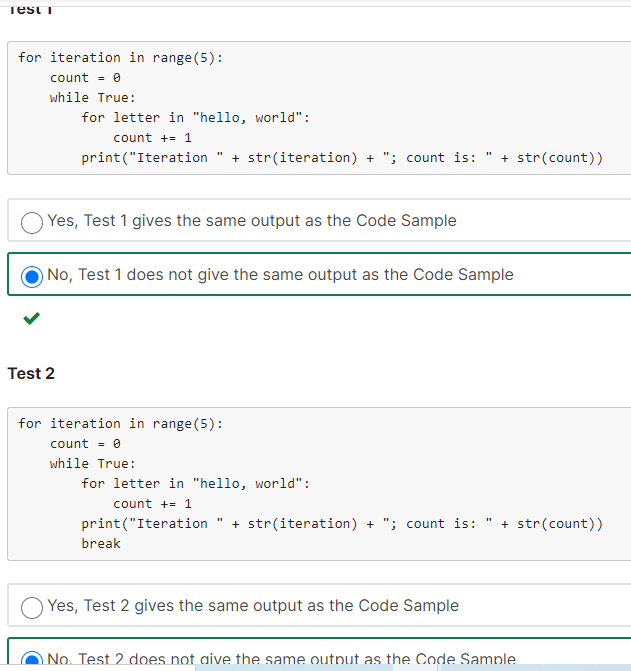 Test 1
for iteration in range(5):
    count = 0
    while True:
        for letter in "hello, world":
            count += 1
        print("Iteration " + str(iteration) + "; count is: " + str(count))
Yes, Test 1 gives the same output as the Code Sample
No, Test 1 does not give the same output as the Code Sample
Test 2
for iteration in range(5):
    count = 0
    while True:
        for letter in "hello, world":
            count += 1
        print("Iteration " + str(iteration) + "; count is: " + str(count))
        break
Yes, Test 2 gives the same output as the Code Sample
No, Test 2 does not give the same output as the Code Sample